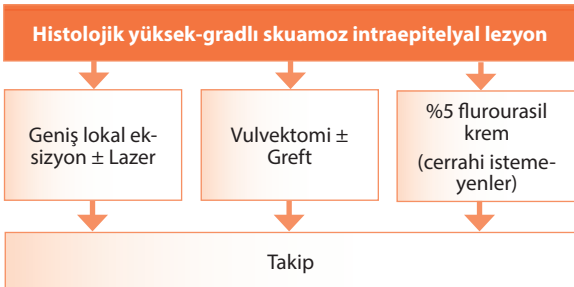 Histolojik yüksek-gradlı skuamoz intraepitelyal lezyon
Geniş lokal ek-
sizyon ± Lazer
Vulvektomi ±
Greft
%5 flurourasil
krem
(cerrahi isteme-
yenler)
Takip